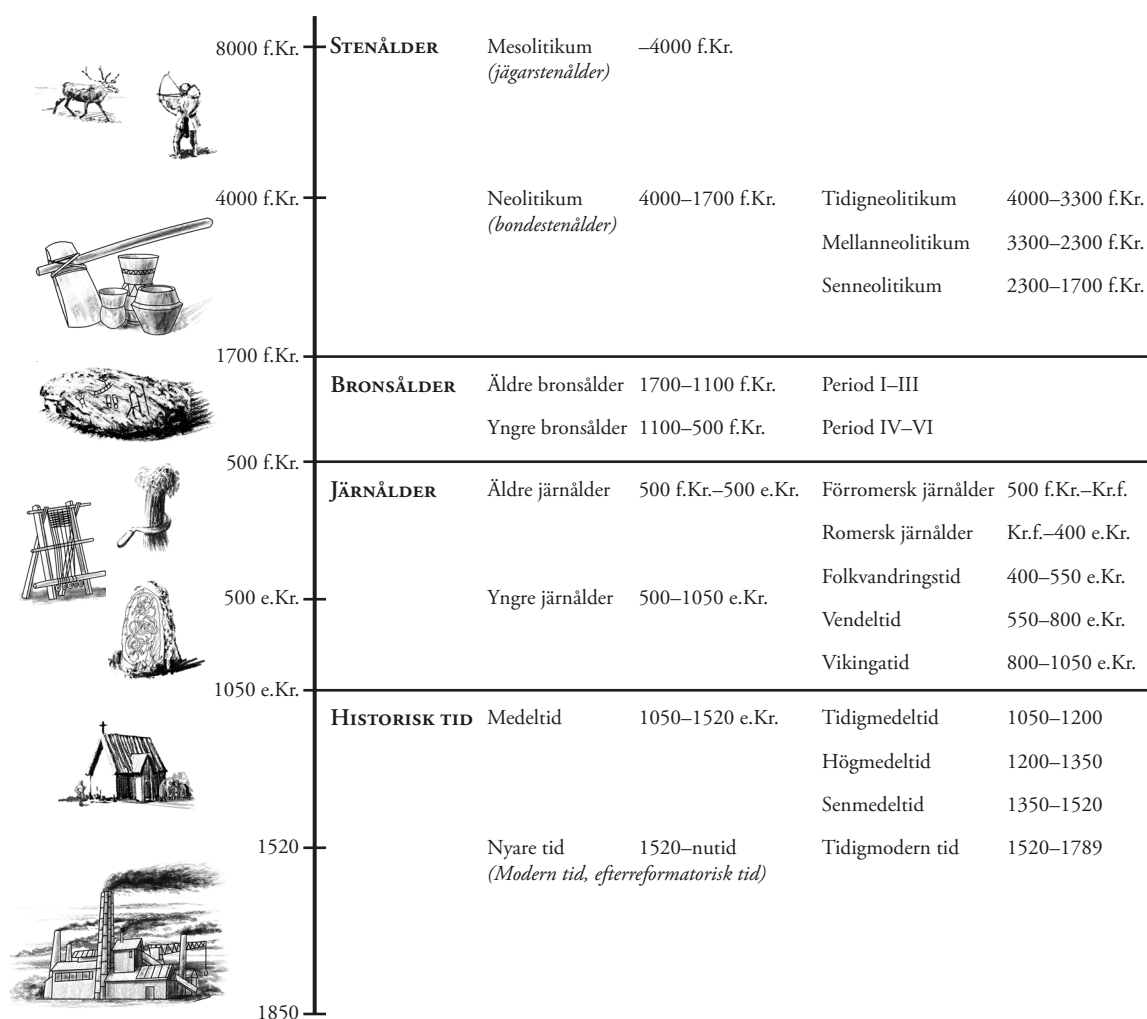 8000 f.Kr. STENÅLDER Mesolitikum –4000 f.Kr.
(jägarstenålder)
4000 f.Kr. Neolitikum 4000–1700 f.Kr. Tidigneolitikum 4000–3300 f.Kr.
(bondestenålder)
Mellanneolitikum 3300–2300 f.Kr.
Senneolitikum 2300–1700 f.Kr.
1700 f.Kr.
BRONSÅLDER Äldre bronsålder 1700–1100 f.Kr. Period I–III
Yngre bronsålder 1100–500 f.Kr. Period IV–VI
500 f.Kr.
JÄRNÅLDER Äldre järnålder 500 f.Kr.–500 e.Kr. Förromersk järnålder 500 f.Kr.–Kr.f.
Romersk järnålder Kr.f.–400 e.Kr.
Folkvandringstid 400–550 e.Kr.
500 e.Kr. Yngre järnålder 500–1050 e.Kr.
Vendeltid 550–800 e.Kr.
Vikingatid 800–1050 e.Kr.
1050 e.Kr.
HISTORISK TID Medeltid 1050–1520 e.Kr. Tidigmedeltid 1050–1200
Högmedeltid 1200–1350
Senmedeltid 1350–1520
1520 Nyare tid 1520–nutid Tidigmodern tid 1520–1789
(Modern tid, efterreformatorisk tid)
1850